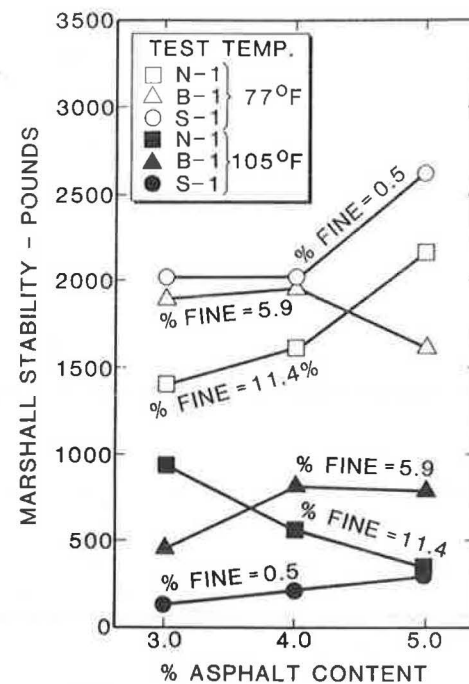 3500
3000
2500
2000
1500
1000
500
0
MARSHALL STABILITY – POUNDS
TEST TEMP.
N-1
B-1
S-1
77°F
N-1
B-1
S-1
105°F
% FINE = 0.5
% FINE = 5.9
% FINE = 11.4%
% FINE = 5.9
% FINE = 11.4
% FINE = 0.5
3.0 4.0 5.0
% ASPHALT CONTENT